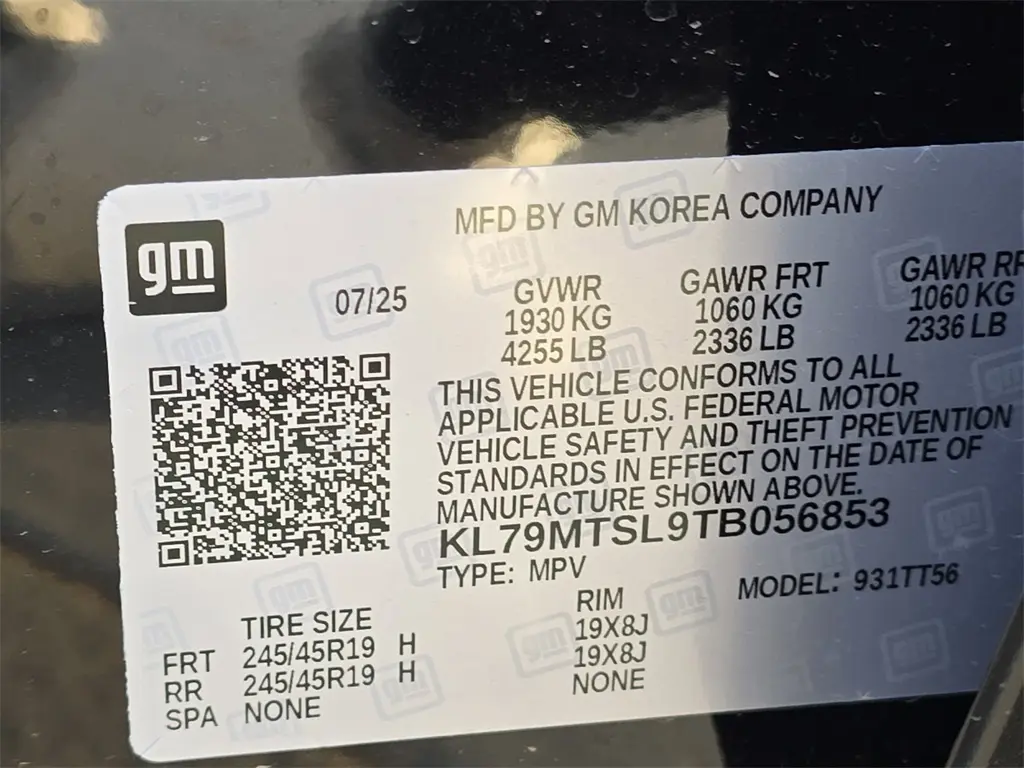 gm
MFD BY GM KOREA COMPANY
07/25
GVWR GAWR FRT GAWR RR
1930 KG 1060 KG 1060 KG
4255 LB 2336 LB 2336 LB
THIS VEHICLE CONFORMS TO ALL
APPLICABLE U.S. FEDERAL MOTOR
VEHICLE SAFETY AND THEFT PREVENTION
STANDARDS IN EFFECT ON THE DATE OF
MANUFACTURE SHOWN ABOVE.
KL79MTSL9TB056853
TYPE: MPV MODEL: 931TT56
TIRE SIZE RIM
FRT 245/45R19 H 19X8J
RR 245/45R19 H 19X8J
SPA NONE NONE